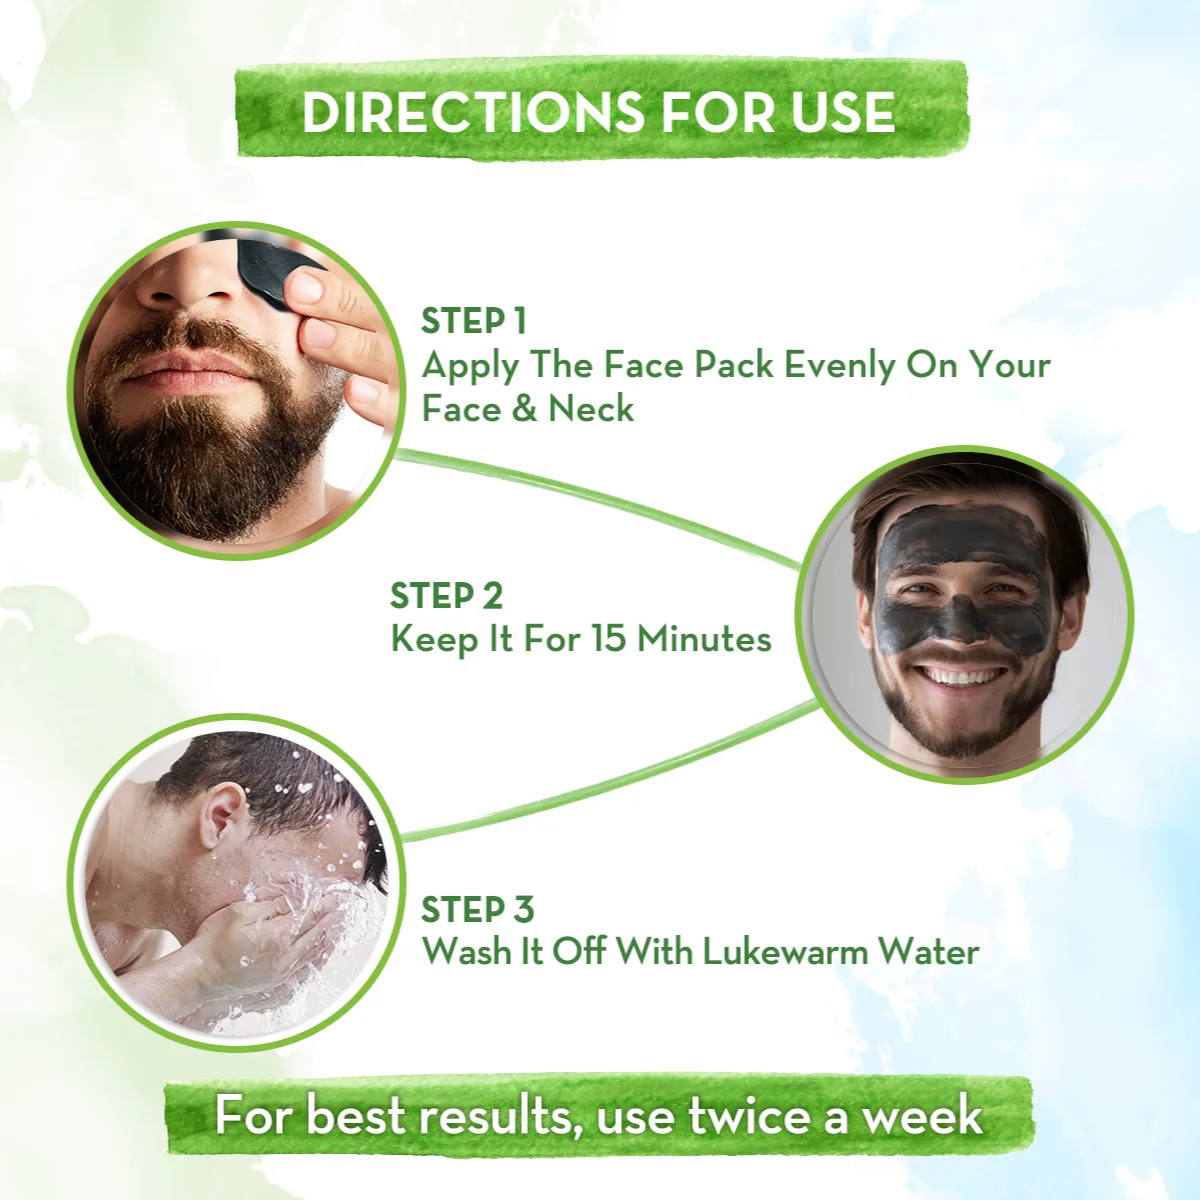 DIRECTIONS FOR USE
STEP 1
Apply The Face Pack Evenly On Your
Face & Neck
STEP 2
Keep It For 15 Minutes
STEP 3
Wash It Off With Lukewarm Water
For best results, use twice a week